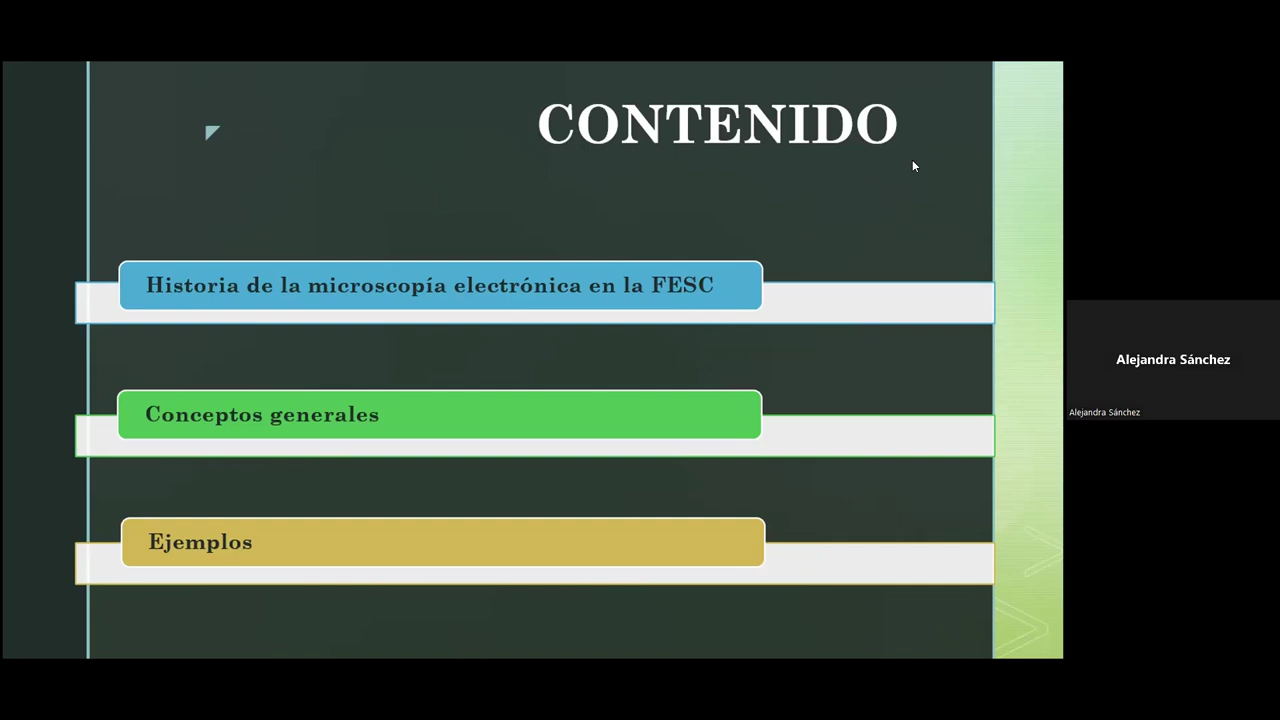 CONTENIDO
Historia de la microscopía electrónica en la FESC
Conceptos generales
Ejemplos
Alejandra Sánchez
Alejandra Sánchez